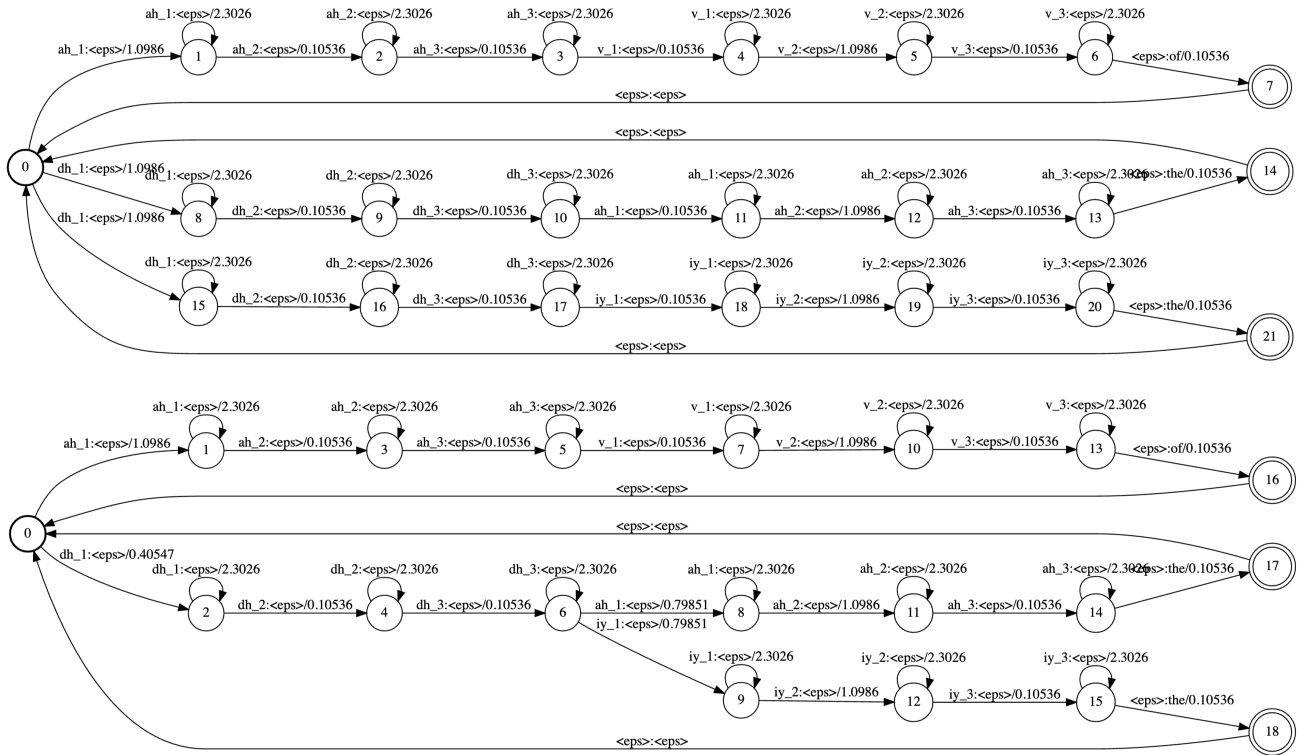 ah_1:<eps>/2.3026 ah_2:<eps>/2.3026 ah_3:<eps>/2.3026 v_1:<eps>/2.3026 v_2:<eps>/2.3026 v_3:<eps>/2.3026
ah_1:<eps>/1.0986 1 ah_2:<eps>/0.10536 2 ah_3:<eps>/0.10536 3 v_1:<eps>/0.10536 4 v_2:<eps>/1.0986 5 v_3:<eps>/0.10536 6 <eps>:of/0.10536 7
<eps>:<eps>
<eps>:<eps>
0 dh_1:<eps>/1.0986 dh_1:<eps>/2.3026 dh_2:<eps>/2.3026 dh_3:<eps>/2.3026 ah_1:<eps>/2.3026 ah_2:<eps>/2.3026 ah_3:<eps>/2.3026 <eps>:the/0.10536 14
dh_1:<eps>/1.0986 8 dh_2:<eps>/0.10536 9 dh_3:<eps>/0.10536 10 ah_1:<eps>/0.10536 11 ah_2:<eps>/1.0986 12 ah_3:<eps>/0.10536 13
dh_1:<eps>/2.3026 dh_2:<eps>/2.3026 dh_3:<eps>/2.3026 iy_1:<eps>/2.3026 iy_2:<eps>/2.3026 iy_3:<eps>/2.3026
15 dh_2:<eps>/0.10536 16 dh_3:<eps>/0.10536 17 iy_1:<eps>/0.10536 18 iy_2:<eps>/1.0986 19 iy_3:<eps>/0.10536 20 <eps>:the/0.10536 21
<eps>:<eps>
ah_1:<eps>/2.3026 ah_2:<eps>/2.3026 ah_3:<eps>/2.3026 v_1:<eps>/2.3026 v_2:<eps>/2.3026 v_3:<eps>/2.3026
ah_1:<eps>/1.0986 1 ah_2:<eps>/0.10536 3 ah_3:<eps>/0.10536 5 v_1:<eps>/0.10536 7 v_2:<eps>/1.0986 10 v_3:<eps>/0.10536 13 <eps>:of/0.10536 16
<eps>:<eps>
0 <eps>:<eps>
dh_1:<eps>/0.40547 dh_1:<eps>/2.3026 dh_2:<eps>/2.3026 dh_3:<eps>/2.3026 ah_1:<eps>/2.3026 ah_2:<eps>/2.3026 ah_3:<eps>/2.3026 <eps>:the/0.10536 17
2 dh_2:<eps>/0.10536 4 dh_3:<eps>/0.10536 6 ah_1:<eps>/0.79851 8 ah_2:<eps>/1.0986 11 ah_3:<eps>/0.10536 14
iy_1:<eps>/0.79851
iy_1:<eps>/2.3026 iy_2:<eps>/2.3026 iy_3:<eps>/2.3026
9 iy_2:<eps>/1.0986 12 iy_3:<eps>/0.10536 15 <eps>:the/0.10536 18
<eps>:<eps>